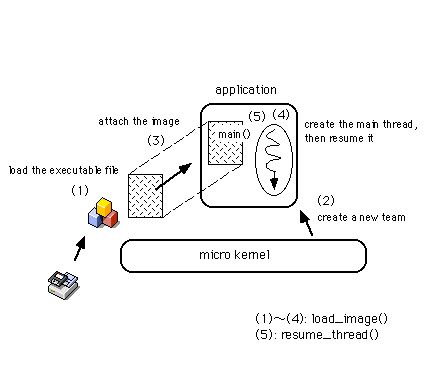 application
(5) (4)
attach the image
(3)
main()
create the main thread,
then resume it
load the executable file
(1)
(2)
create a new team
micro kernel
(1)～(4): load_image()
(5): resume_thread()